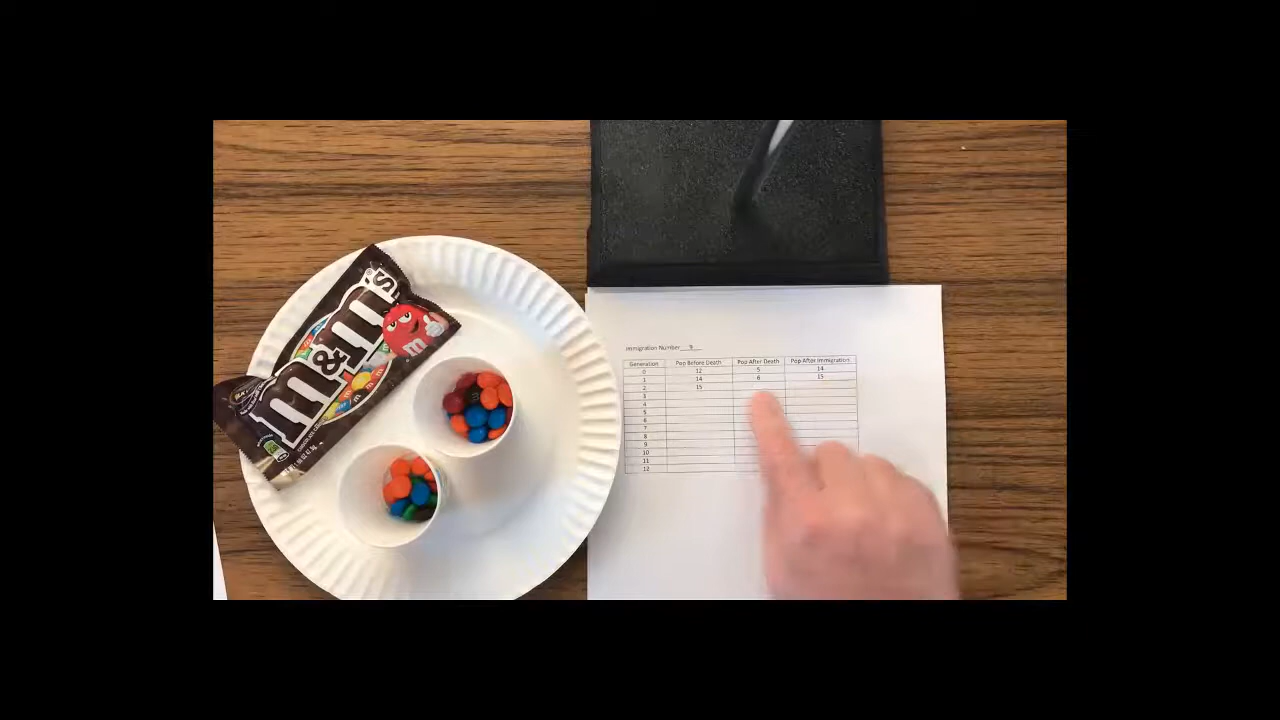 m&m's
m
Immigration Number 9
Generation Pop Before Death Pop After Death Pop After Immigration
0 12 5 14
1 14 6 15
2 15
3
4
5
6
7
8
9
10
11
12